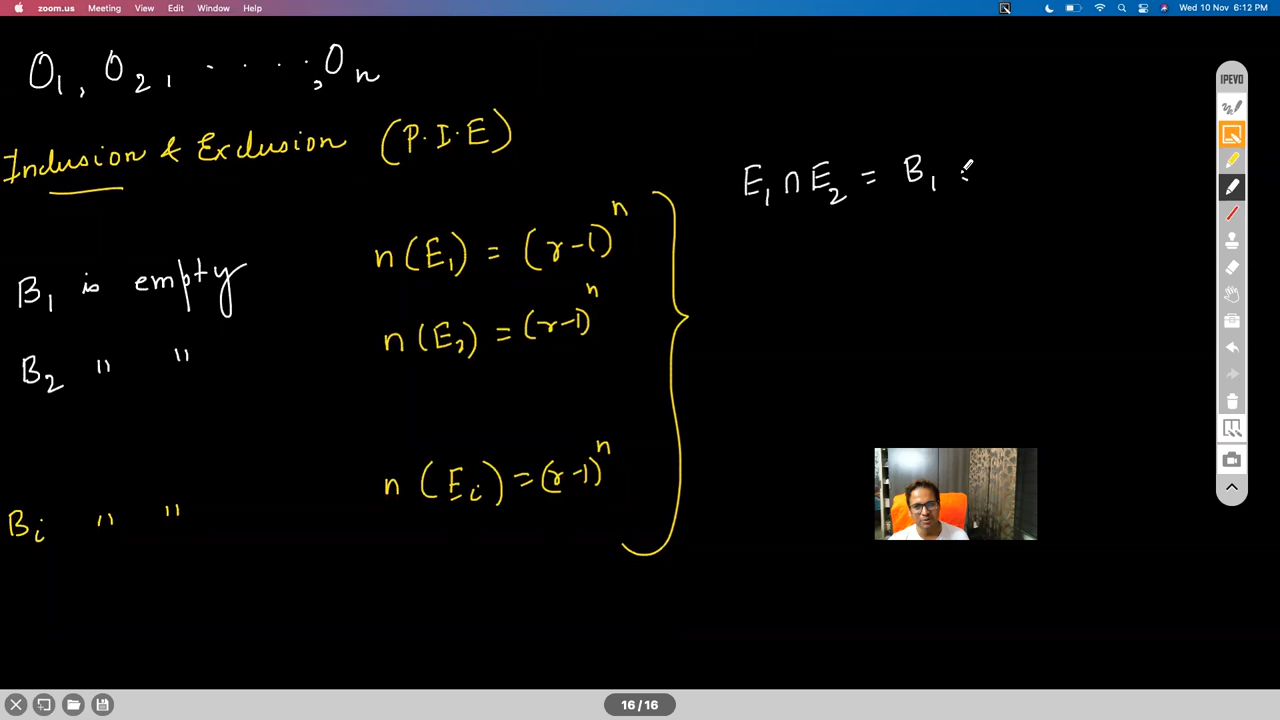 zoom.us Meeting View Edit Window Help Wed 10 Nov 6:12 PM
O₁, O₂, . . . . ., Oₙ
Inclusion & Exclusion (P.I.E)
IPEVO
E₁ ∩ E₂ = B₁
B₁ is empty n(E₁) = (r-1)ⁿ
B₂ " " n(E₂) = (r-1)ⁿ
Bᵢ " " n(Eᵢ) = (r-1)ⁿ
16/16